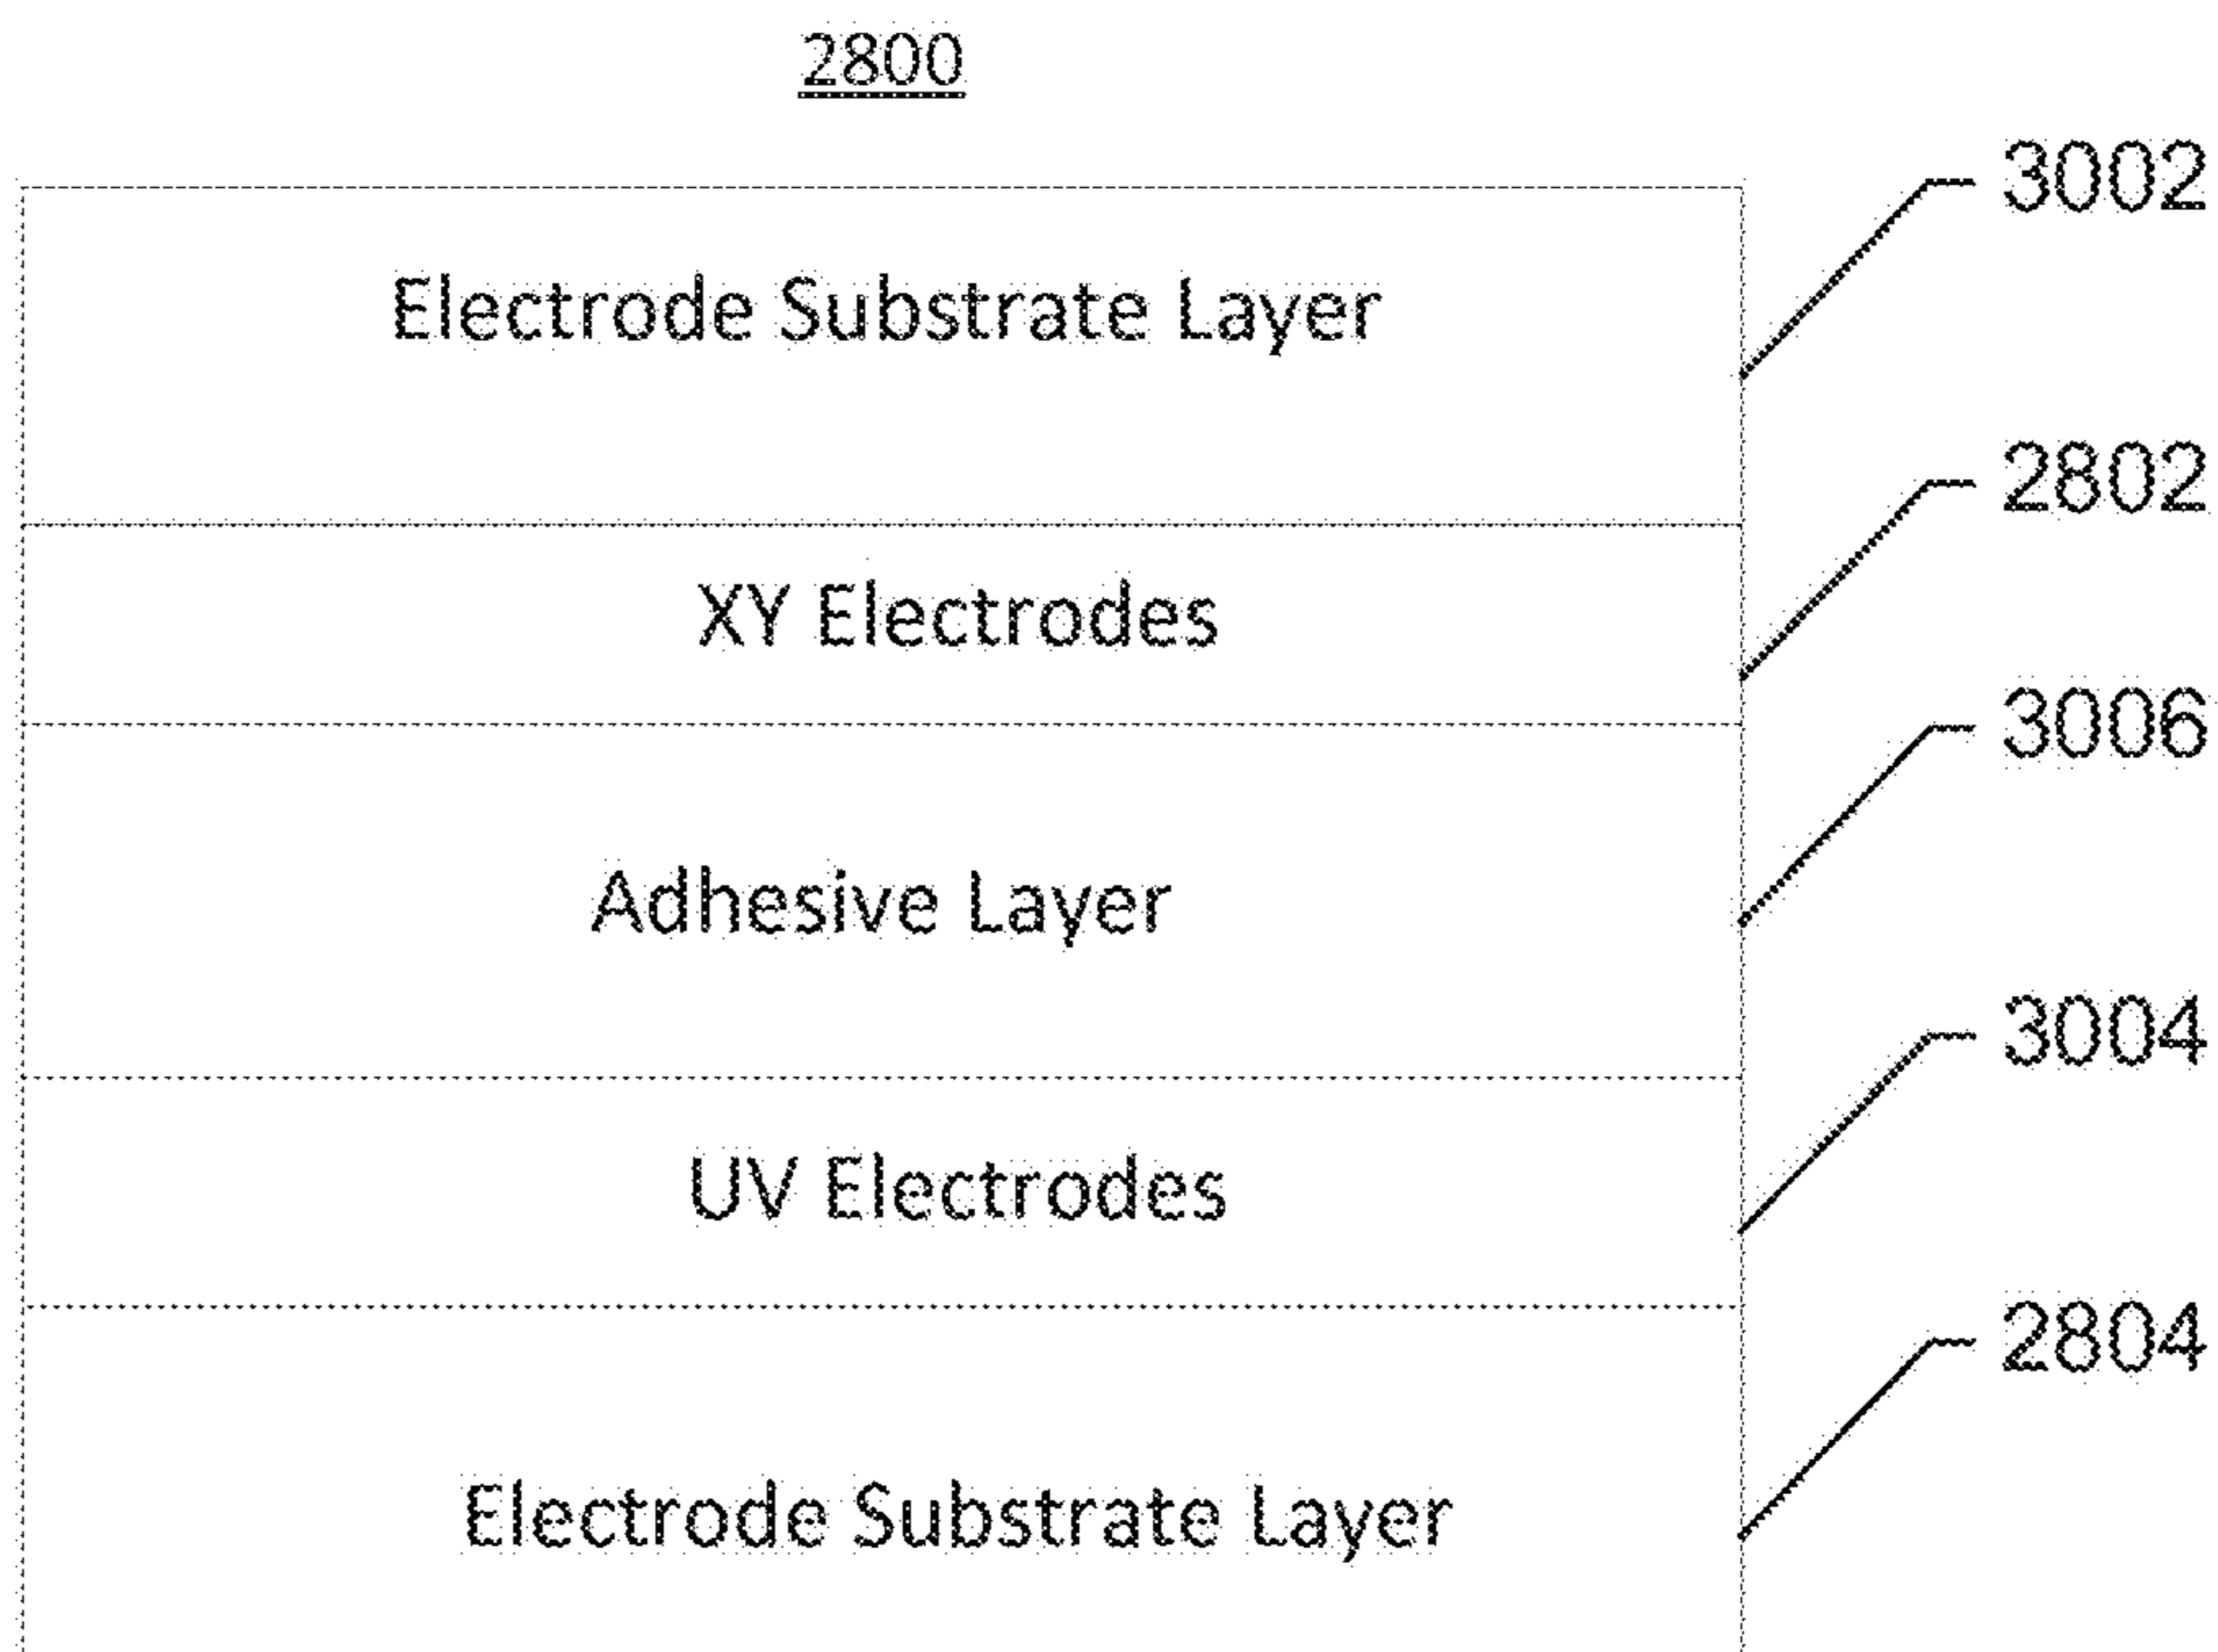 2800
3002
Electrode Substrate Layer
2802
XY Electrodes
3006
Adhesive Layer
3004
UV Electrodes
2804
Electrode Substrate Layer